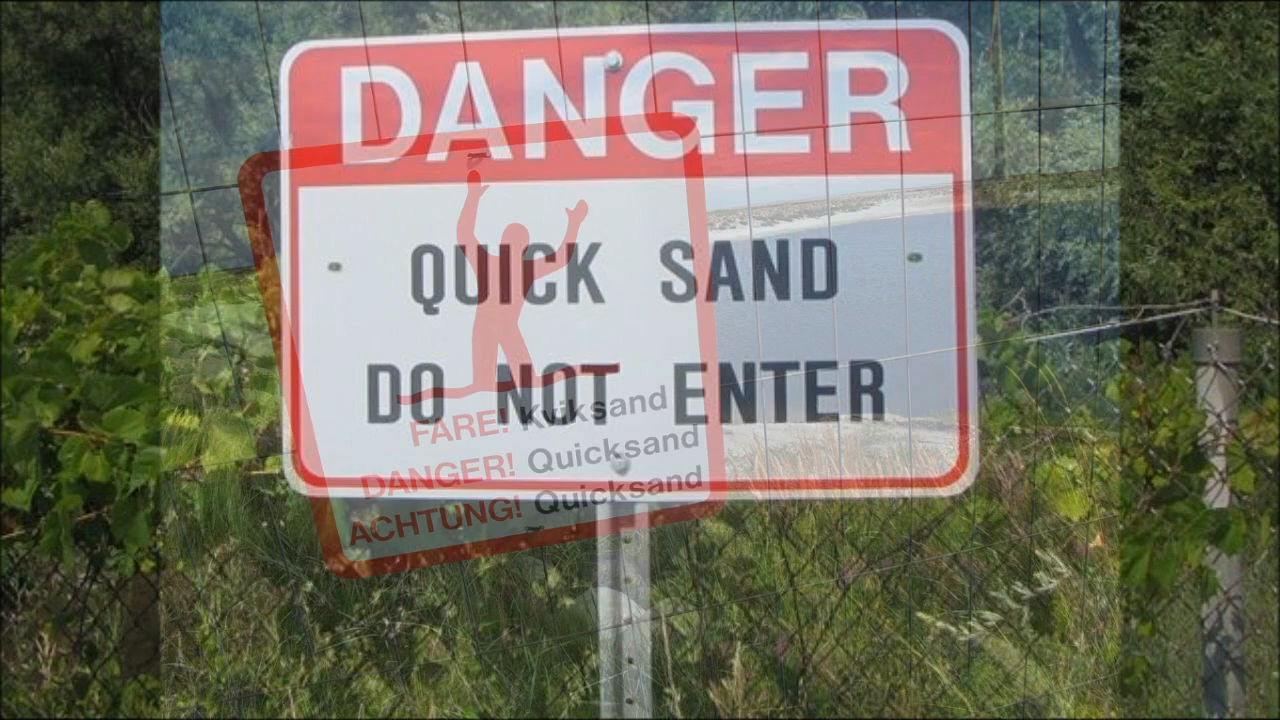 DANGER
QUICK SAND
DO NOT ENTER
FARE! Kviksand
DANGER! Quicksand
ACHTUNG! Quicksand